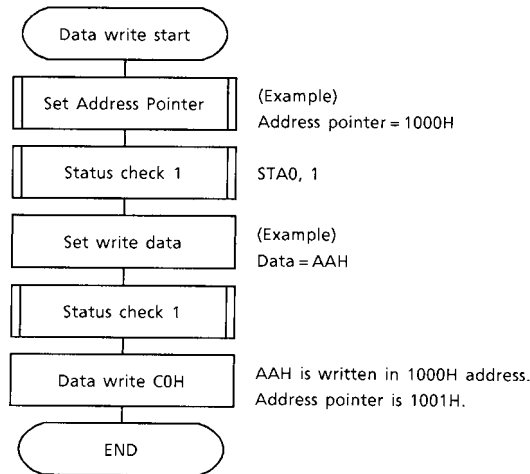 Data write start
Set Address Pointer
(Example)
Address pointer = 1000H
Status check 1
STA0, 1
Set write data
(Example)
Data = AAH
Status check 1
Data write C0H
AAH is written in 1000H address.
Address pointer is 1001H.
END